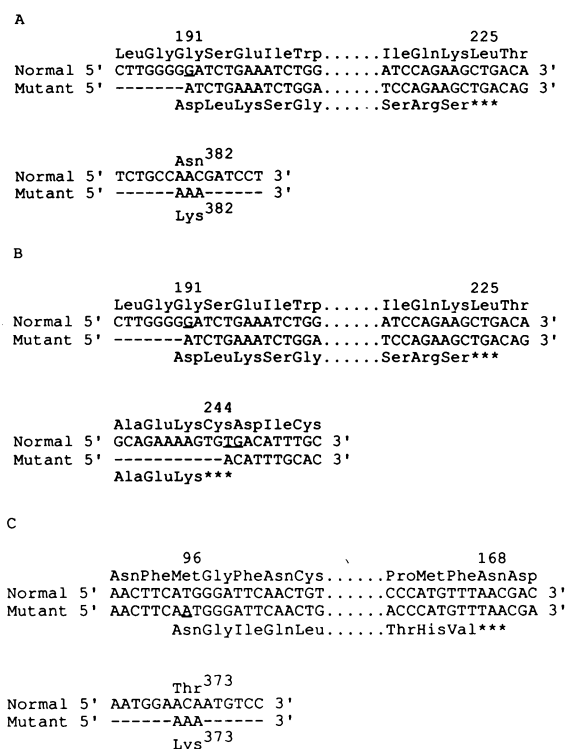 A
191 225
LeuGlyGlySerGluIleTrp......IleGlnLysLeuThr
Normal 5' CTTGGGGGATCTGAAATCTGG......ATCCAGAAGCTGACA 3'
Mutant 5' -------ATCTGAAATCTGGA......TCCAGAAGCTGACAG 3'
AspLeuLysSerGly.....SerArgSer***
Asn382
Normal 5' TCTGCCAACGATCCT 3'
Mutant 5' ------AAA------ 3'
Lys382
B
191 225
LeuGlyGlySerGluIleTrp......IleGlnLysLeuThr
Normal 5' CTTGGGGGATCTGAAATCTGG......ATCCAGAAGCTGACA 3'
Mutant 5' -------ATCTGAAATCTGGA......TCCAGAAGCTGACAG 3'
AspLeuLysSerGly.....SerArgSer***
244
AlaGluLysCysAspIleCys
Normal 5' GCAGAAAAGTGTGACATTTGC 3'
Mutant 5' -----------ACATTTGCAC 3'
AlaGluLys***
C
96 168
AsnPheMetGlyPheAsnCys......ProMetPheAsnAsp
Normal 5' AACTTCATGGGATTCAACTGT......CCCATGTTTAACGAC 3'
Mutant 5' AACTTCAATGGGATTCAACTG......ACCCATGTTTAACGA 3'
AsnGlyIleGlnLeu......ThrHisVal***
Thr373
Normal 5' AATGGAACAATGTCC 3'
Mutant 5' ------AAA------ 3'
Lys373